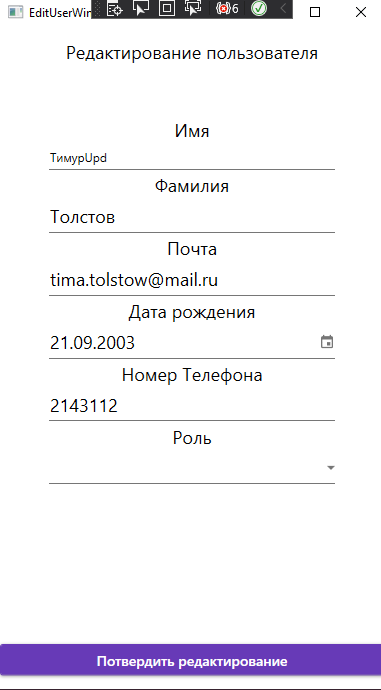 EditUserWin
6
Редактирование пользователя
Имя
ТимурUpd
Фамилия
Толстов
Почта
tima.tolstow@mail.ru
Дата рождения
21.09.2003
Номер Телефона
2143112
Роль
Потвердить редактирование